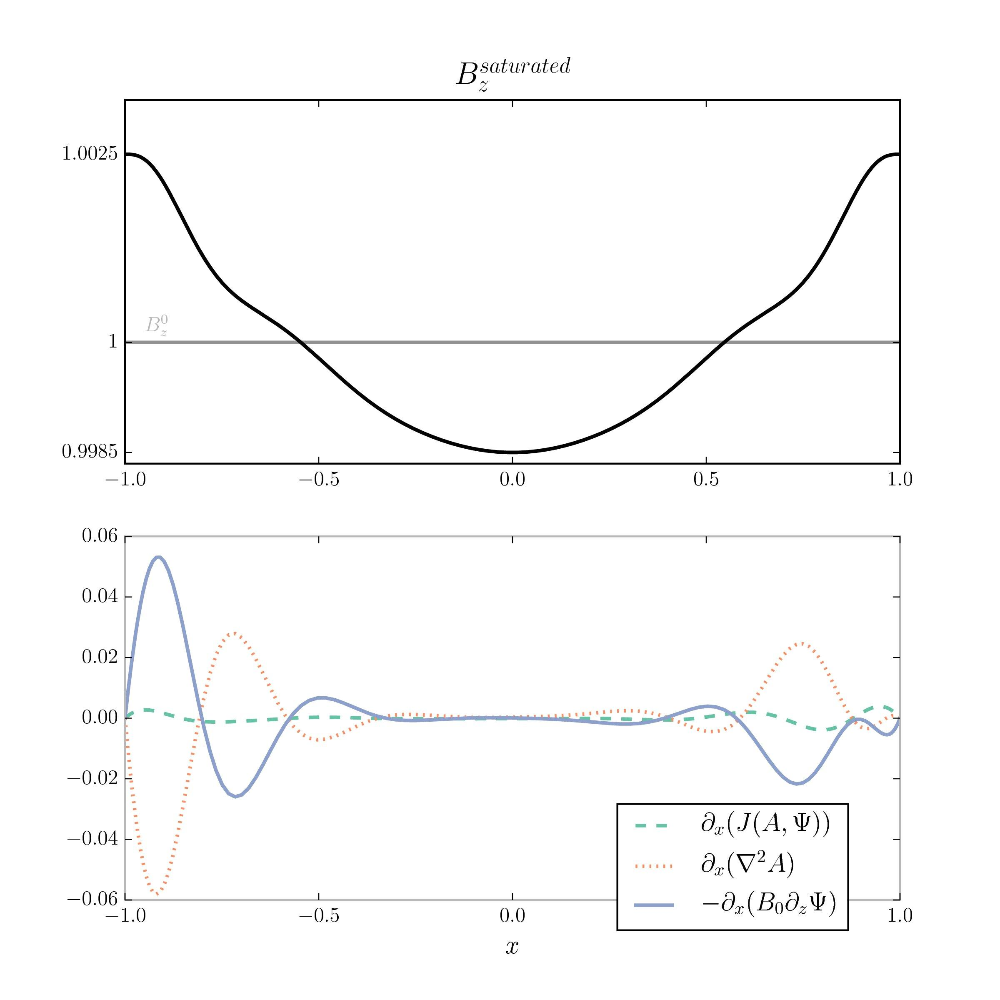 B_z^{saturated}
1.0025
B_z^0
1
0.9985
−1.0 −0.5 0.0 0.5 1.0
0.06
0.04
0.02
0.00
−0.02
−0.04
−0.06
∂_x(J(A, Ψ))
∂_x(∇²A)
−∂_x(B_0∂_zΨ)
−1.0 −0.5 0.0 1.0
x